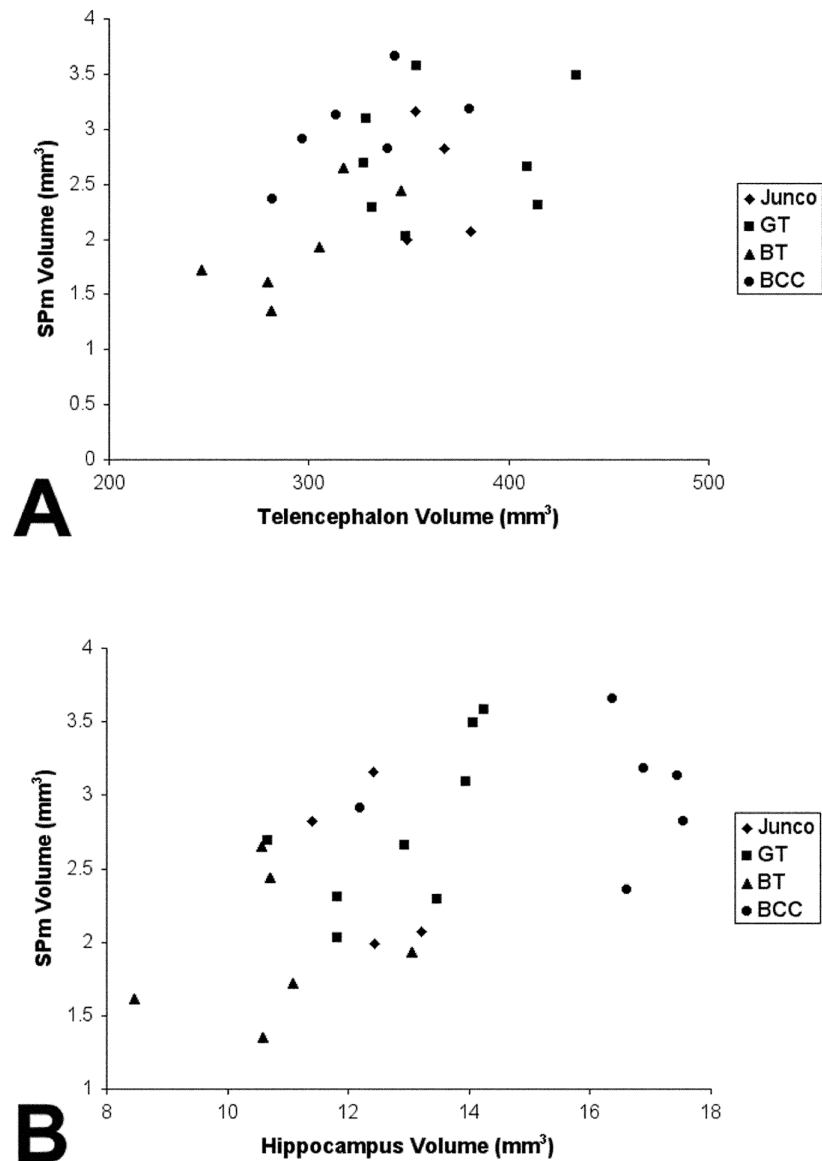 4
3.5
3
2.5
2
1.5
1
0.5
0
SPm Volume (mm³)
200 300 400 500
Telencephalon Volume (mm³)
Junco
GT
BT
BCC
A
4
3.5
3
2.5
2
1.5
1
SPm Volume (mm³)
8 10 12 14 16 18
Hippocampus Volume (mm³)
Junco
GT
BT
BCC
B